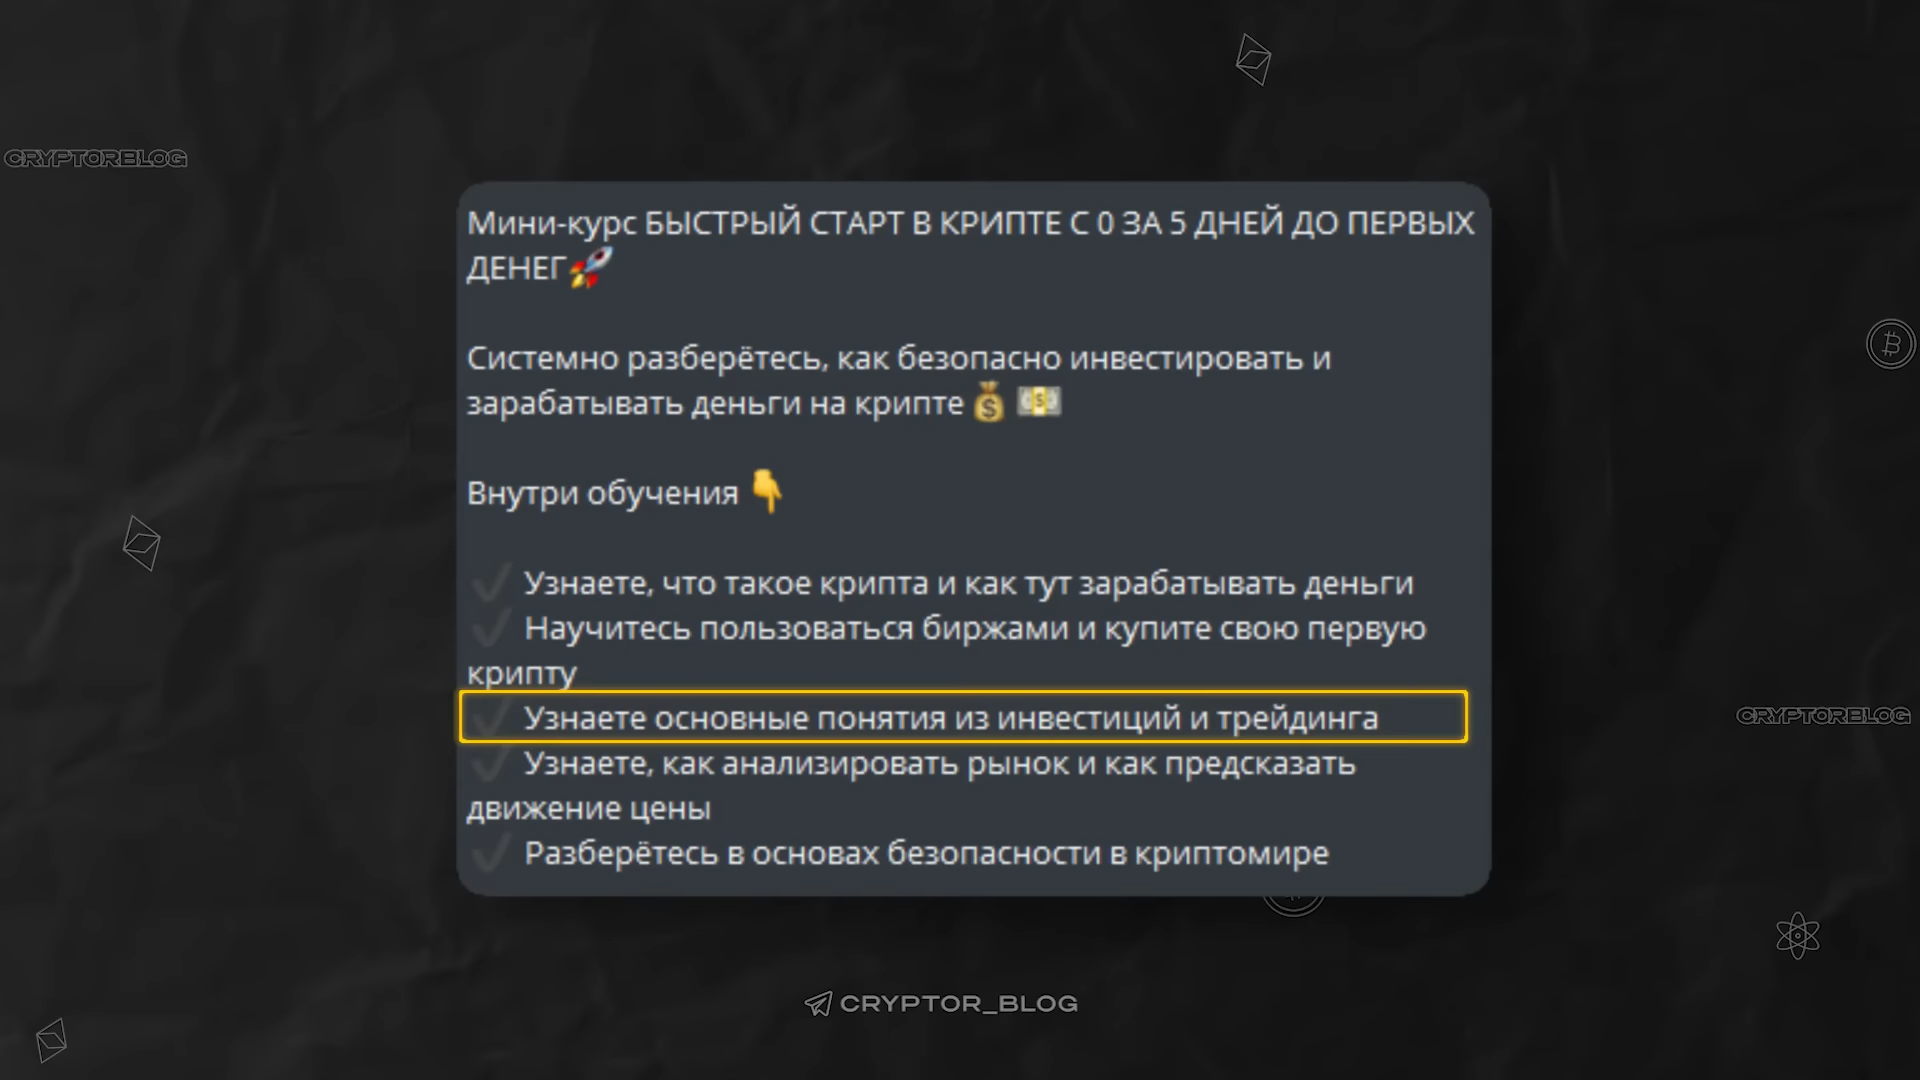 CRYPTORBLOG
Мини-курс БЫСТРЫЙ СТАРТ В КРИПТЕ С 0 ЗА 5 ДНЕЙ ДО ПЕРВЫХ
ДЕНЕГ🚀
Системно разберётесь, как безопасно инвестировать и
зарабатывать деньги на крипте 💰 💵
Внутри обучения 👇
✔️ Узнаете, что такое крипта и как тут зарабатывать деньги
✔️ Научитесь пользоваться биржами и купите свою первую
крипту
✔️ Узнаете основные понятия из инвестиций и трейдинга
✔️ Узнаете, как анализировать рынок и как предсказать
движение цены
✔️ Разберётесь в основах безопасности в криптомире
CRYPTORBLOG
CRYPTOR_BLOG